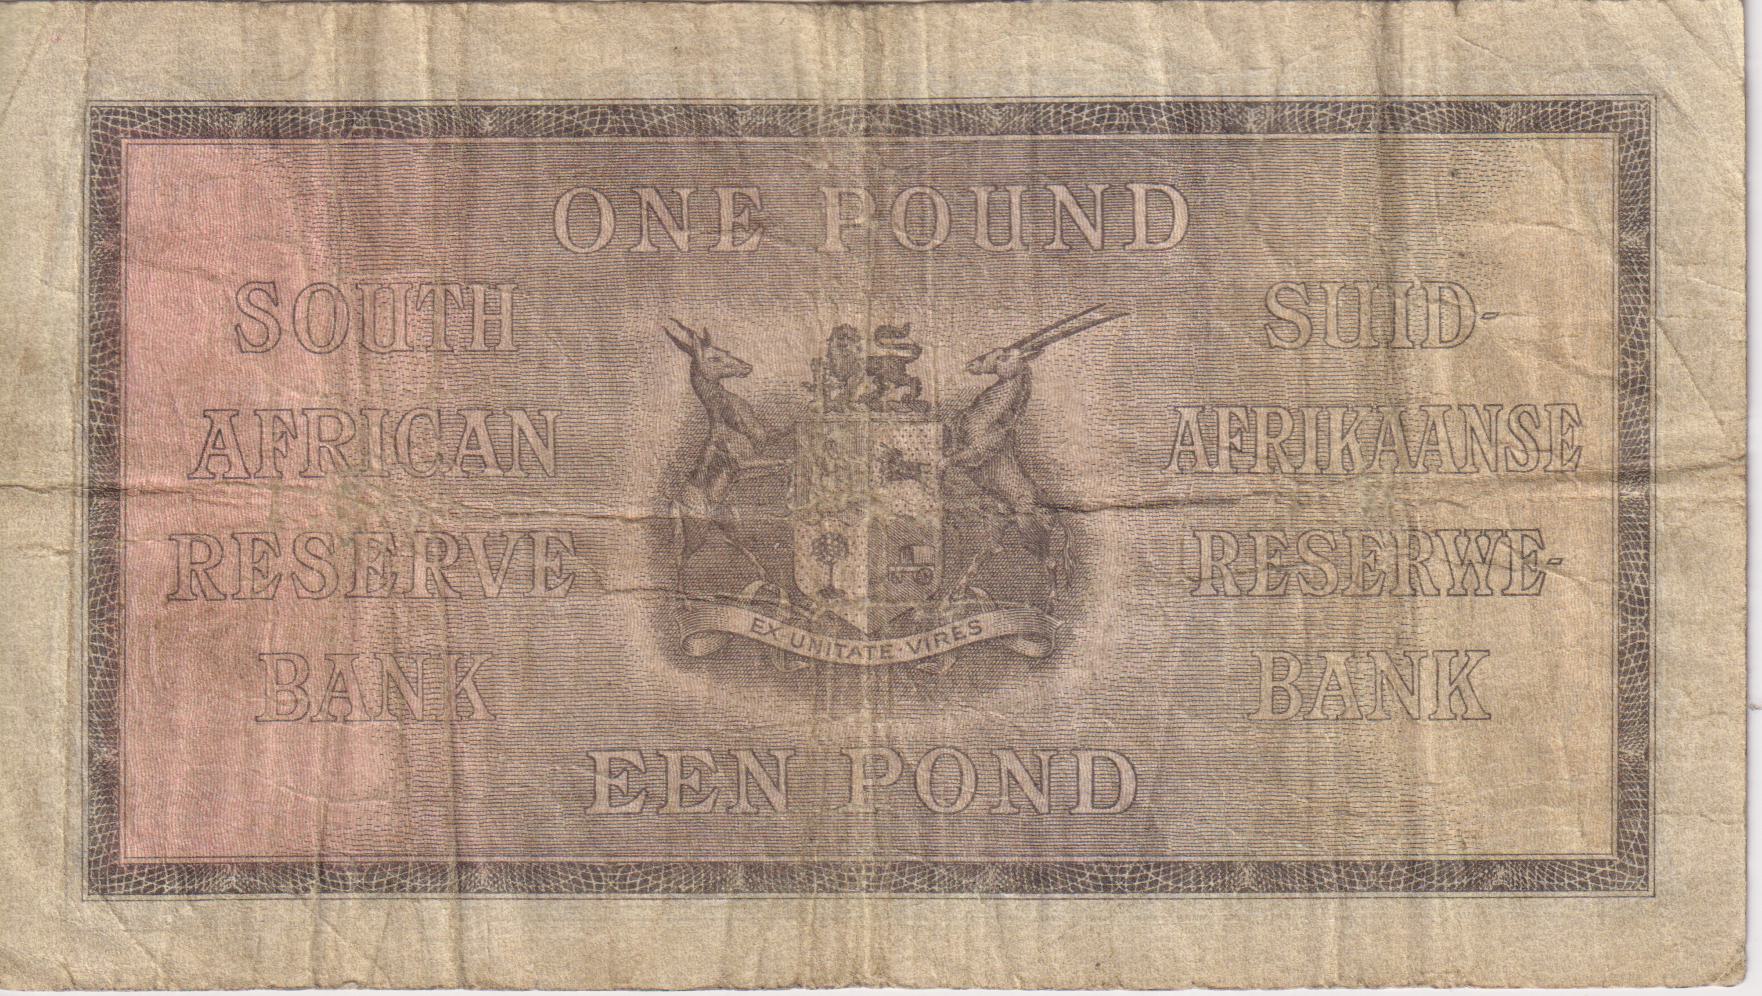 ONE POUND
SOUTH
AFRICAN
RESERVE
BANK
SUID-
AFRIKAANSE
RESERWE-
BANK
EX UNITATE VIRES
EEN POND